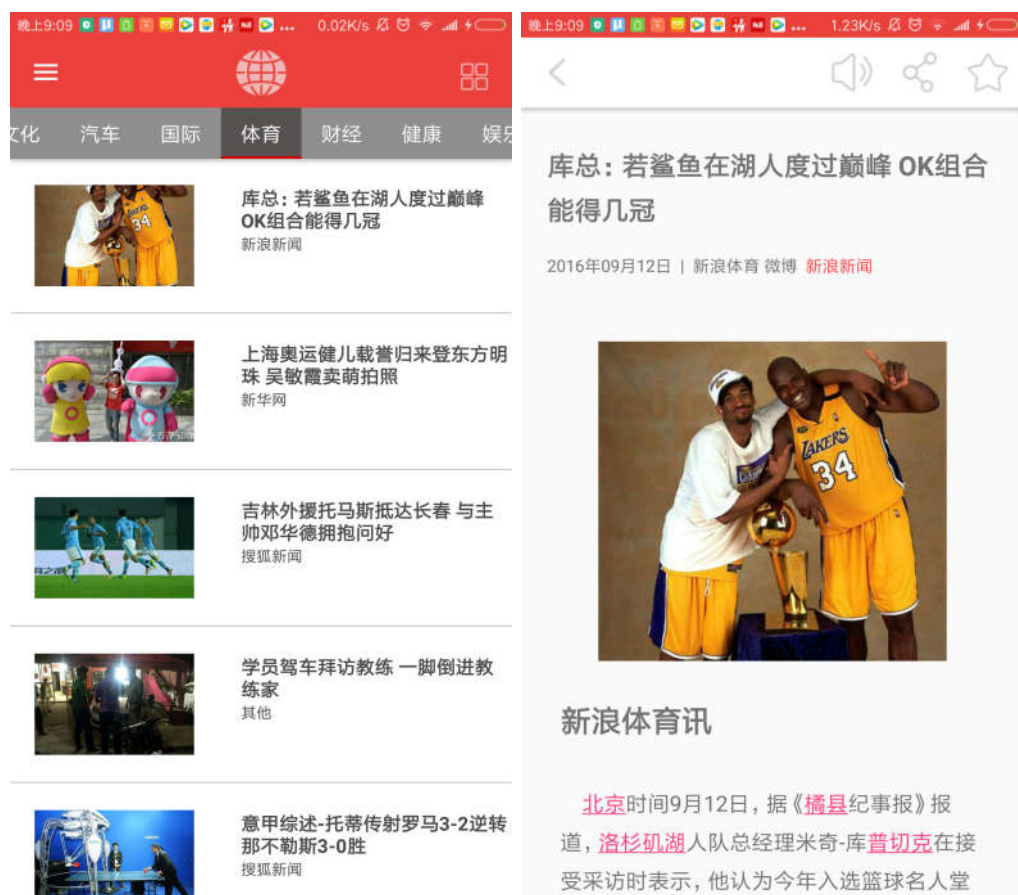 晚上9:09
0.02K/s
文化 汽车 国际 体育 财经 健康 娱乐
库总：若鲨鱼在湖人度过巅峰
OK组合能得几冠
新浪新闻
上海奥运健儿载誉归来登东方明
珠 吴敏霞卖萌拍照
新华网
吉林外援托马斯抵达长春 与主
帅邓华德拥抱问好
搜狐新闻
学员驾车拜访教练 一脚倒进教
练家
其他
意甲综述-托蒂传射罗马3-2逆转
那不勒斯3-0胜
搜狐新闻
晚上9:09
1.23K/s
库总：若鲨鱼在湖人度过巅峰 OK组合
能得几冠
2016年09月12日 | 新浪体育 微博 新浪新闻
LAKERS
34
新浪体育讯
北京时间9月12日，据《橘县纪事报》报
道，洛杉矶湖人队总经理米奇-库普切克在接
受采访时表示，他认为今年入选篮球名人堂